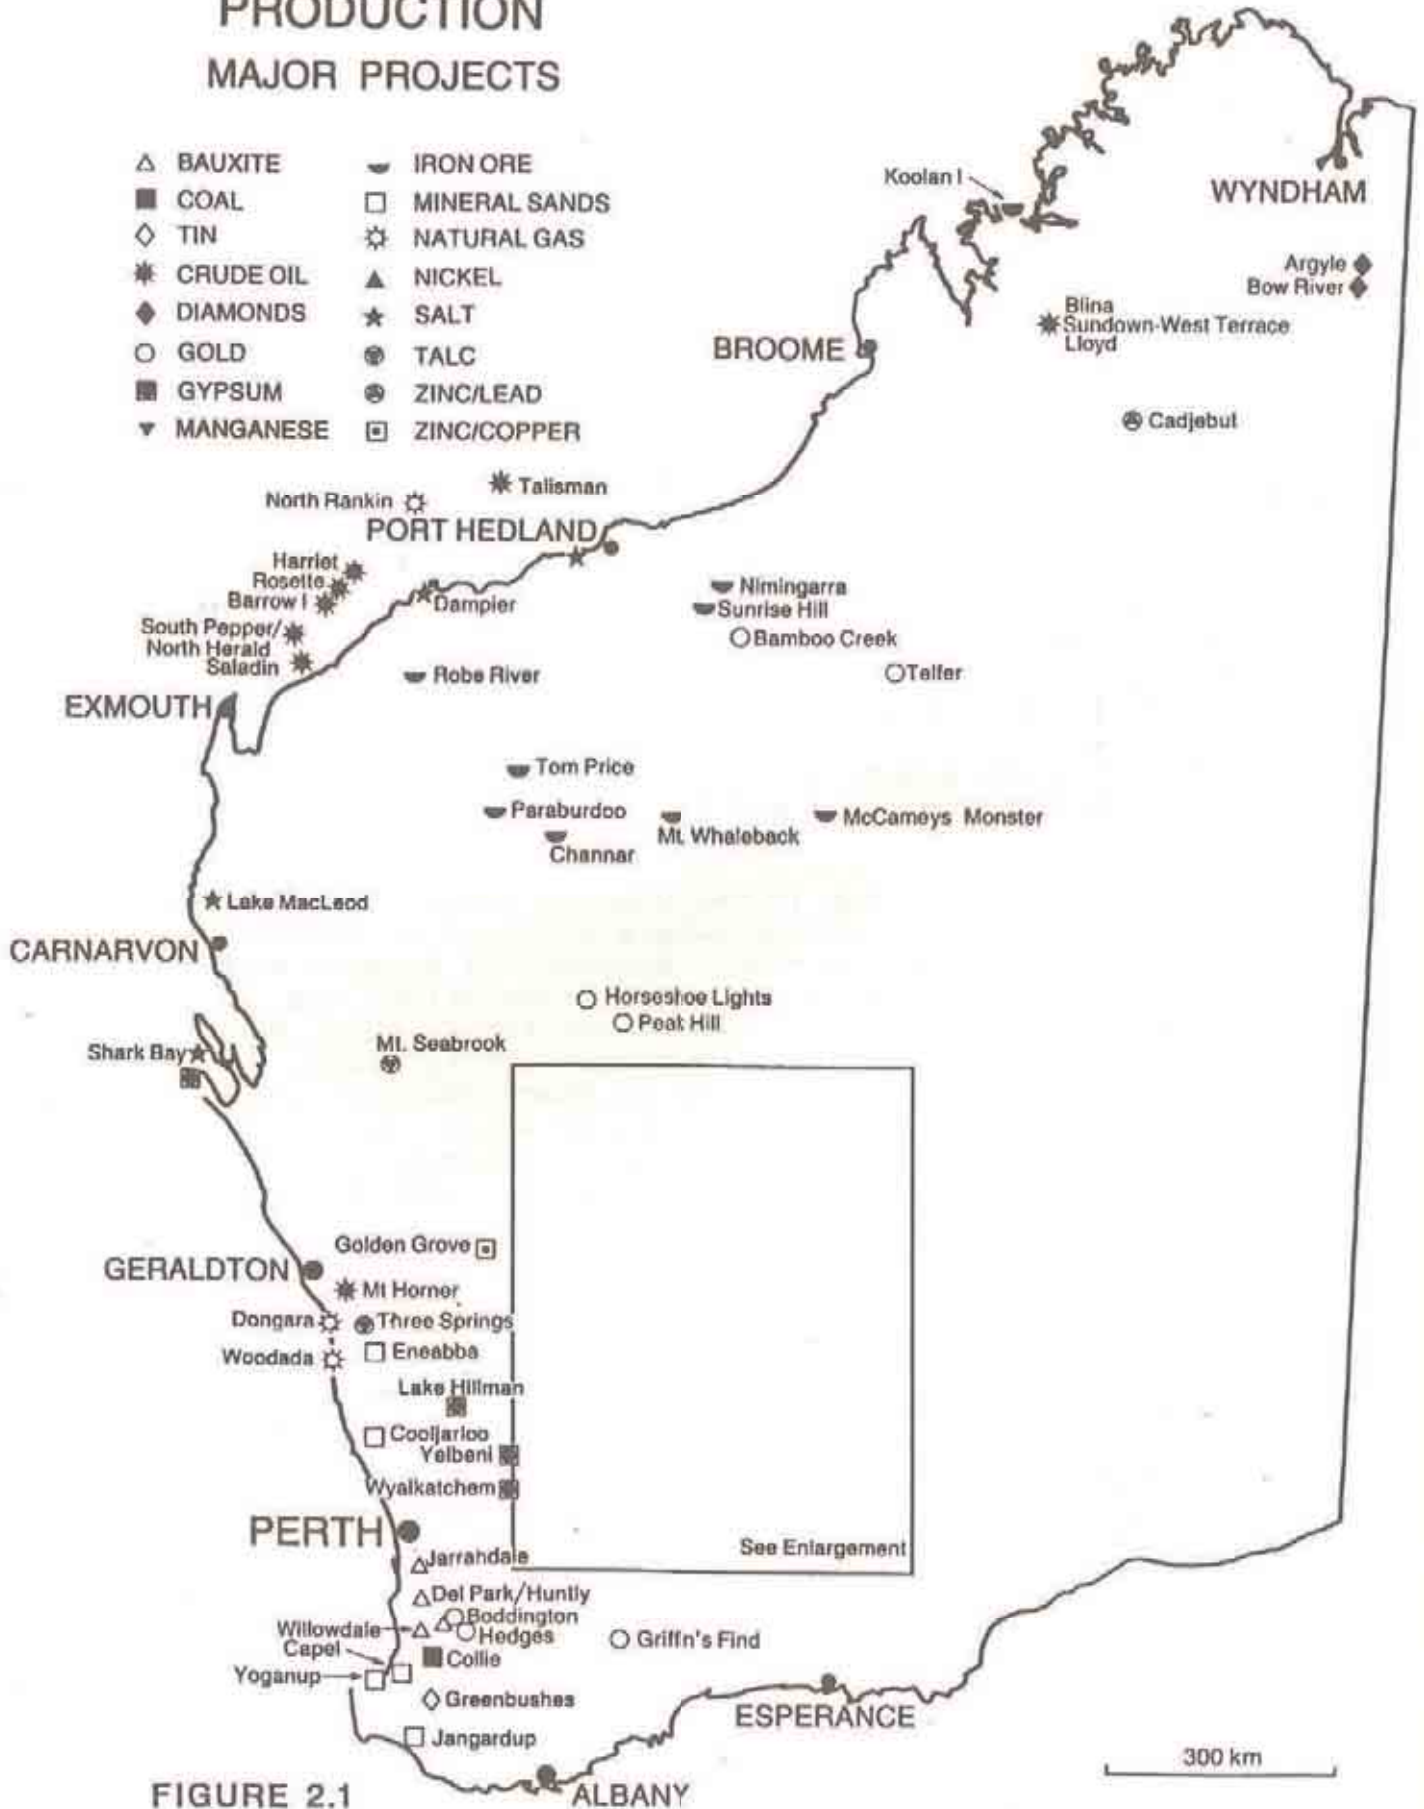 PRODUCTION
MAJOR PROJECTS
BAUXITE
COAL
TIN
CRUDE OIL
DIAMONDS
GOLD
GYPSUM
MANGANESE
IRON ORE
MINERAL SANDS
NATURAL GAS
NICKEL
SALT
TALC
ZINC/LEAD
ZINC/COPPER
Koolan I
WYNDHAM
Argyle
Bow River
Blina
Sundown-West Terrace
Lloyd
BROOME
Cadjebut
Talisman
North Rankin
PORT HEDLAND
Harriet
Rosette
Barrow I
Dampier
South Pepper/
North Herald
Saladin
Nimingarra
Sunrise Hill
Bamboo Creek
Telfer
Robe River
EXMOUTH
Tom Price
Paraburdoo
Channar
Mt. Whaleback
McCameys Monster
Lake MacLeod
CARNARVON
Horseshoe Lights
Peak Hill
Shark Bay
Mt. Seabrook
Golden Grove
GERALDTON
Mt Horner
Dongara
Three Springs
Woodada
Eneabba
Lake Hillman
Cooljarloo
Yelbeni
Wyalkatchem
PERTH
See Enlargement
Jarrahdale
Del Park/Huntly
Boddington
Willowdale
Hedges
Griffn's Find
Capel
Collie
Yoganup
Greenbushes
ESPERANCE
Jangardup
300 km
FIGURE 2.1
ALBANY